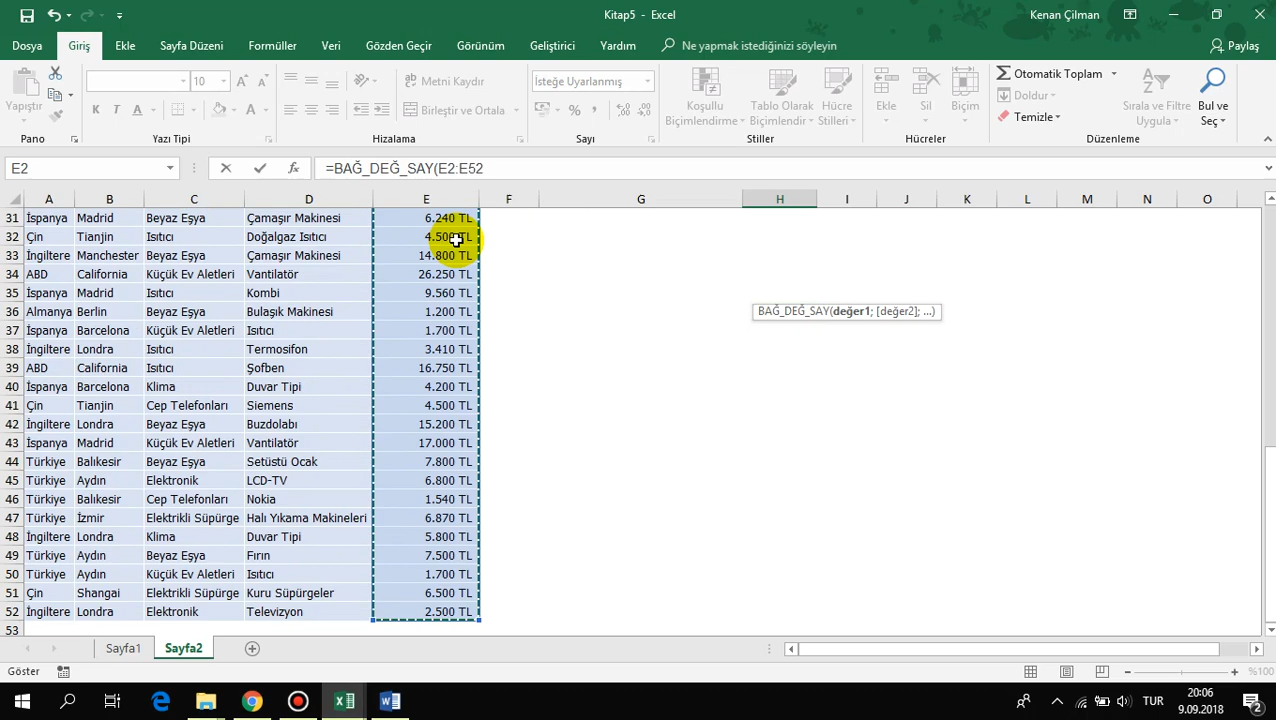 Kitap5 - Excel
Kenan Çilman
Dosya Giriş Ekle Sayfa Düzeni Formüller Veri Gözden Geçir Görünüm Geliştirici Yardım Ne yapmak istediğinizi söyleyin Paylaş
Yapıştır
10
Metni Kaydır
Birleştir ve Ortala
İsteğe Uyarlanmış
Koşullu Biçimlendirme
Tablo Olarak Biçimlendir
Hücre Stilleri
Ekle Sil Biçim
Otomatik Toplam
Doldur
Temizle
Sırala ve Filtre Uygula
Bul ve Seç
Pano Yazı Tipi Hizalama Sayı Stiller Hücreler Düzenleme
E2 =BAĞ_DEĞ_SAY(E2:E52
A B C D E F G H I J K L M N O
31 İspanya Madrid Beyaz Eşya Çamaşır Makinesi 6.240 TL
32 Çin Tianjin Isıtıcı Doğalgaz Isıtıcı 4.500 TL
33 İngiltere Manchester Beyaz Eşya Çamaşır Makinesi 14.800 TL
34 ABD California Küçük Ev Aletleri Vantilatör 26.250 TL
35 İspanya Madrid Isıtıcı Kombi 9.560 TL
36 Almanya Berlin Beyaz Eşya Bulaşık Makinesi 1.200 TL
BAĞ_DEĞ_SAY(değer1; [değer2]; ...)
37 İspanya Barcelona Küçük Ev Aletleri Isıtıcı 1.700 TL
38 İngiltere Londra Isıtıcı Termosifon 3.410 TL
39 ABD California Isıtıcı Şofben 16.750 TL
40 İspanya Barcelona Klima Duvar Tipi 4.200 TL
41 Çin Tianjin Cep Telefonları Siemens 4.500 TL
42 İngiltere Londra Beyaz Eşya Buzdolabı 15.200 TL
43 İspanya Madrid Küçük Ev Aletleri Vantilatör 17.000 TL
44 Türkiye Balıkesir Beyaz Eşya Setüstü Ocak 7.800 TL
45 Türkiye Aydın Elektronik LCD-TV 6.800 TL
46 Türkiye Balıkesir Cep Telefonları Nokia 1.540 TL
47 Türkiye İzmir Elektrikli Süpürge Halı Yıkama Makineleri 6.870 TL
48 İngiltere Londra Klima Duvar Tipi 5.800 TL
49 Türkiye Aydın Beyaz Eşya Fırın 7.500 TL
50 Türkiye Aydın Küçük Ev Aletleri Isıtıcı 1.700 TL
51 Çin Shangai Elektrikli Süpürge Kuru Süpürgeler 6.500 TL
52 İngiltere Londra Elektronik Televizyon 2.500 TL
53
Sayfa1 Sayfa2
Göster
%100
TUR
20:06
9.09.2018
2